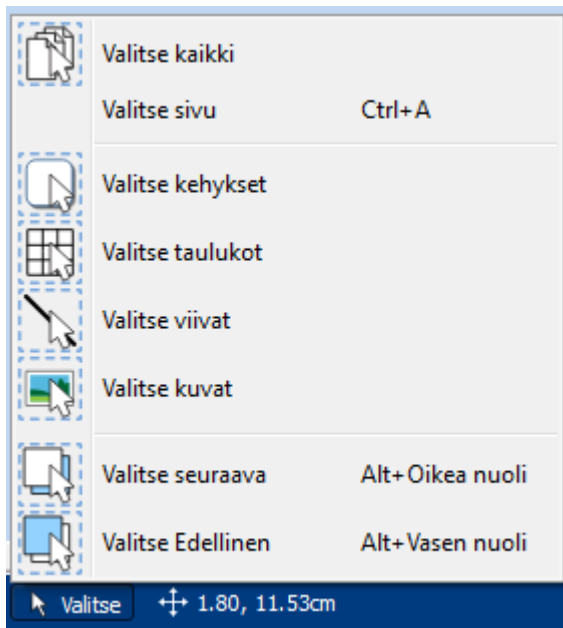 Valitse kaikki
Valitse sivu Ctrl+A
Valitse kehykset
Valitse taulukot
Valitse viivat
Valitse kuvat
Valitse seuraava Alt+Oikea nuoli
Valitse Edellinen Alt+Vasen nuoli
Valitse 1.80, 11.53cm